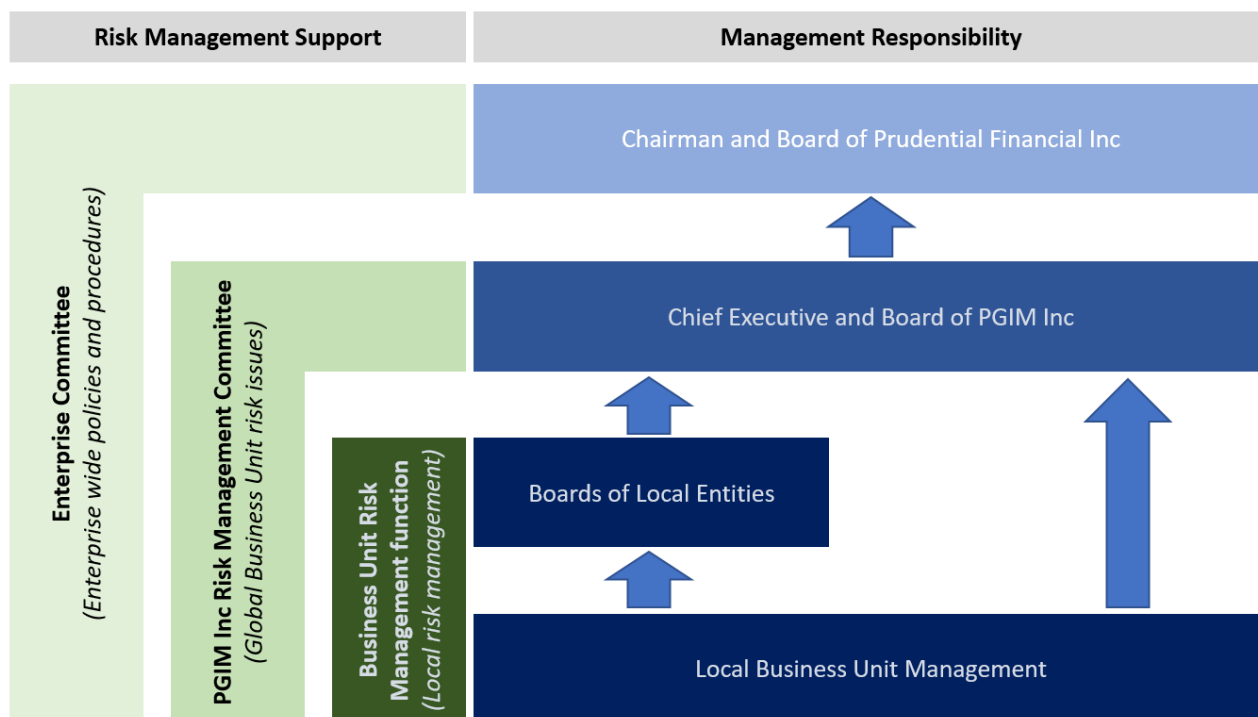 Risk Management Support
Management Responsibility
Enterprise Committee
(Enterprise wide policies and procedures)
PGIM Inc Risk Management Committee
(Global Business Unit risk issues)
Business Unit Risk
Management function
(Local risk management)
Chairman and Board of Prudential Financial Inc
Chief Executive and Board of PGIM Inc
Boards of Local Entities
Local Business Unit Management